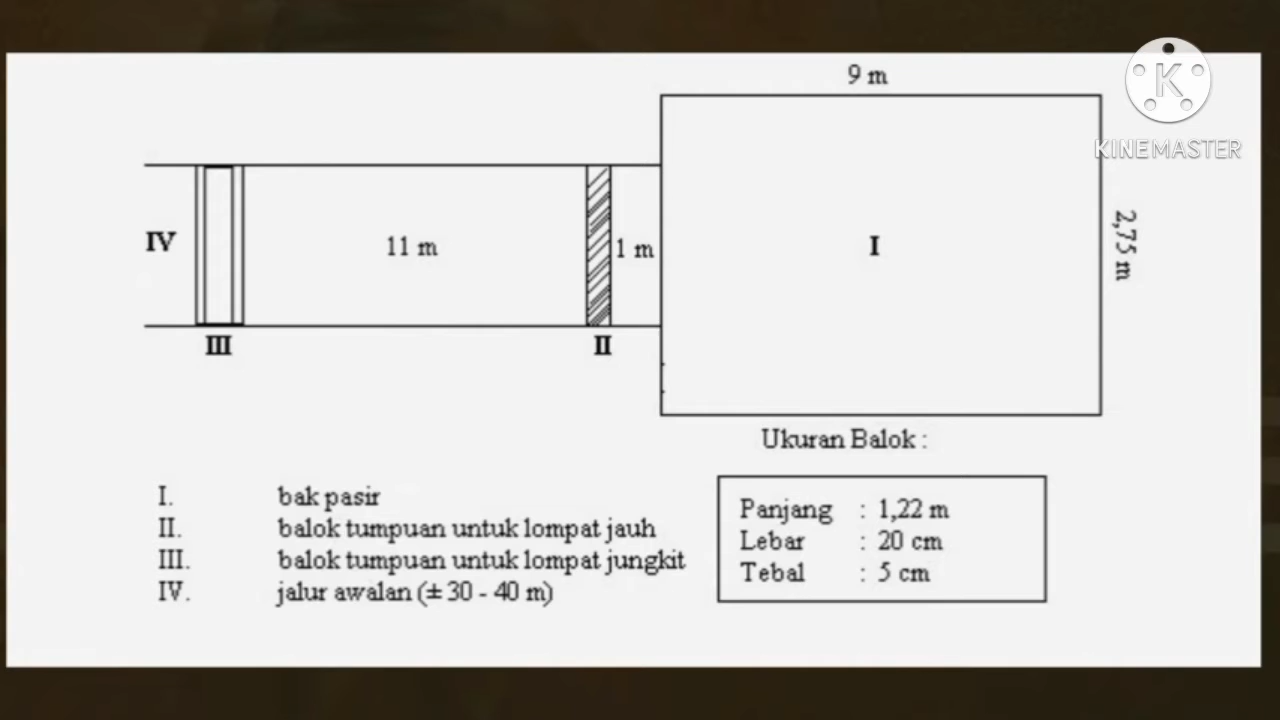 9 m
K
KINEMASTER
IV
11 m
1 m
I
2,75 m
III
II
Ukuran Balok :
I. bak pasir
II. balok tumpuan untuk lompat jauh
III. balok tumpuan untuk lompat jungkit
IV. jalur awalan (± 30 - 40 m)
Panjang : 1,22 m
Lebar : 20 cm
Tebal : 5 cm